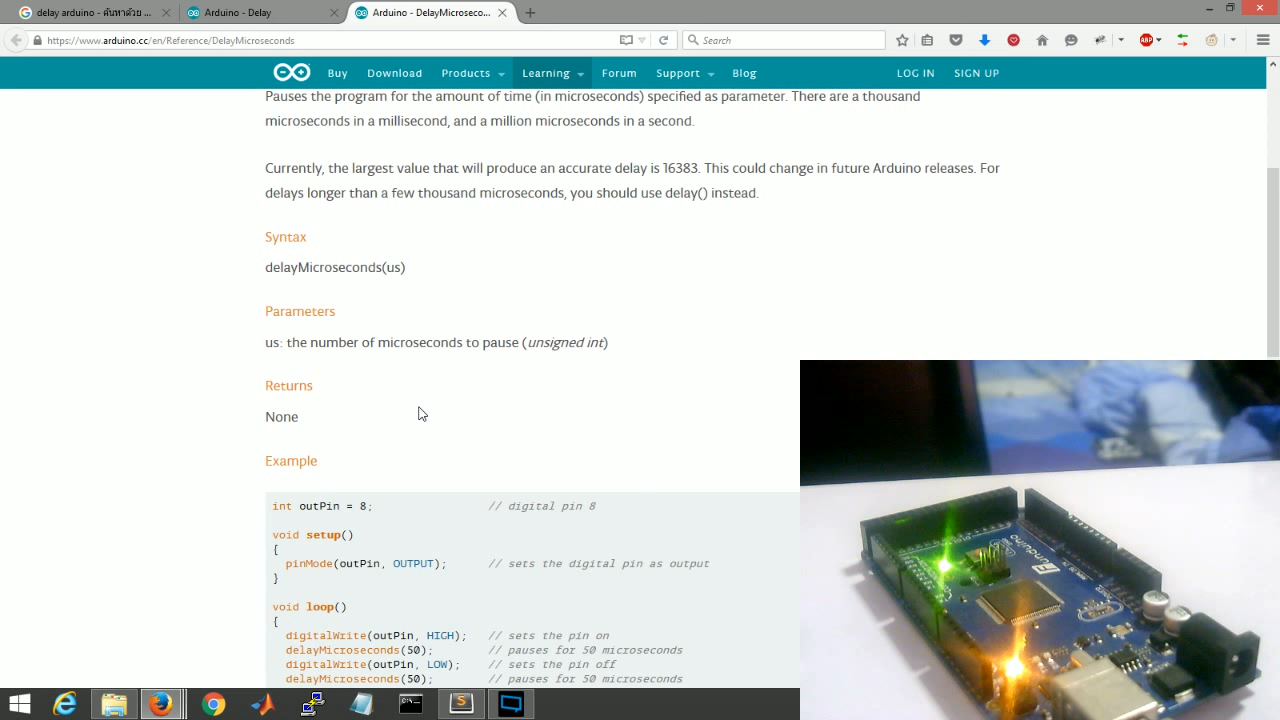 delay arduino - ค้นหาด้วย ...
Arduino - Delay
Arduino - DelayMicroseco...
https://www.arduino.cc/en/Reference/DelayMicroseconds
Search
ABP
Buy
Download
Products
Learning
Forum
Support
Blog
LOG IN
SIGN UP
Pauses the program for the amount of time (in microseconds) specified as parameter. There are a thousand
microseconds in a millisecond, and a million microseconds in a second.
Currently, the largest value that will produce an accurate delay is 16383. This could change in future Arduino releases. For
delays longer than a few thousand microseconds, you should use delay() instead.
Syntax
delayMicroseconds(us)
Parameters
us: the number of microseconds to pause (unsigned int)
Returns
None
Example
int outPin = 8;                 // digital pin 8
void setup()
{
  pinMode(outPin, OUTPUT);      // sets the digital pin as output
}
void loop()
{
  digitalWrite(outPin, HIGH);   // sets the pin on
  delayMicroseconds(50);        // pauses for 50 microseconds
  digitalWrite(outPin, LOW);    // sets the pin off
  delayMicroseconds(50);        // pauses for 50 microseconds
Funduino